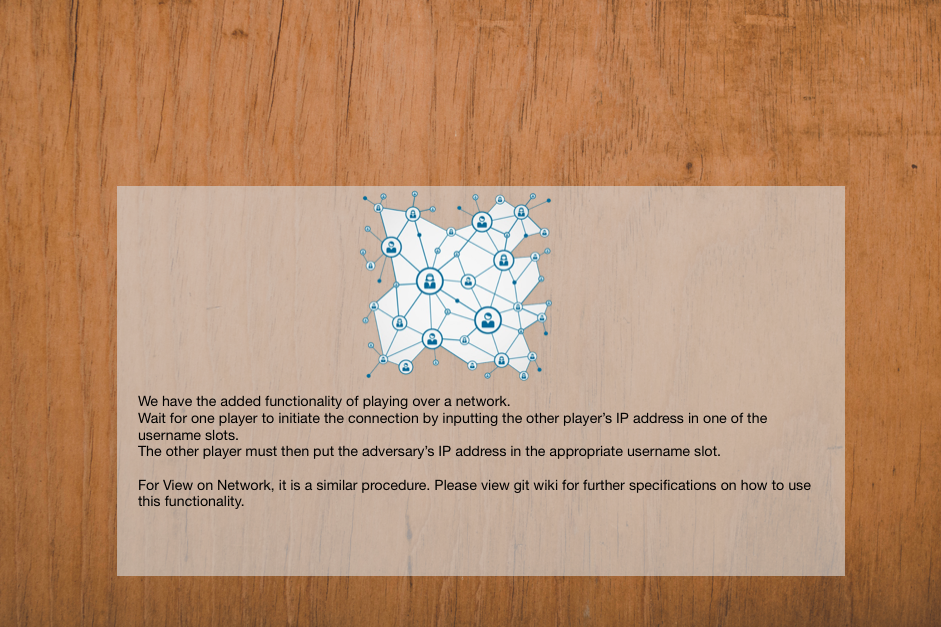 We have the added functionality of playing over a network.
Wait for one player to initiate the connection by inputting the other player’s IP address in one of the
username slots.
The other player must then put the adversary’s IP address in the appropriate username slot.
For View on Network, it is a similar procedure. Please view git wiki for further specifications on how to use
this functionality.